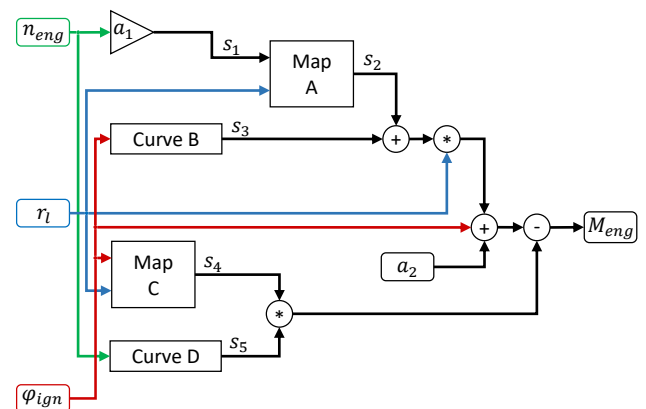 n_eng
a_1
s_1
Map
A
s_2
Curve B
s_3
+
*
r_l
+
-
M_eng
Map
C
s_4
a_2
*
Curve D
s_5
φ_ign